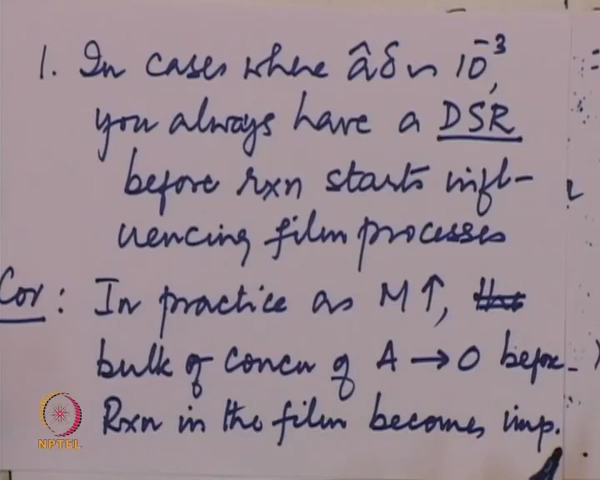 1. In cases where âδ ~ 10⁻³,
you always have a DSR
before rxn starts infl-
uencing film processes
Cor: In practice as M↑,
bulk of concn of A → 0 before
Rxn in the film becomes imp.
NPTEL